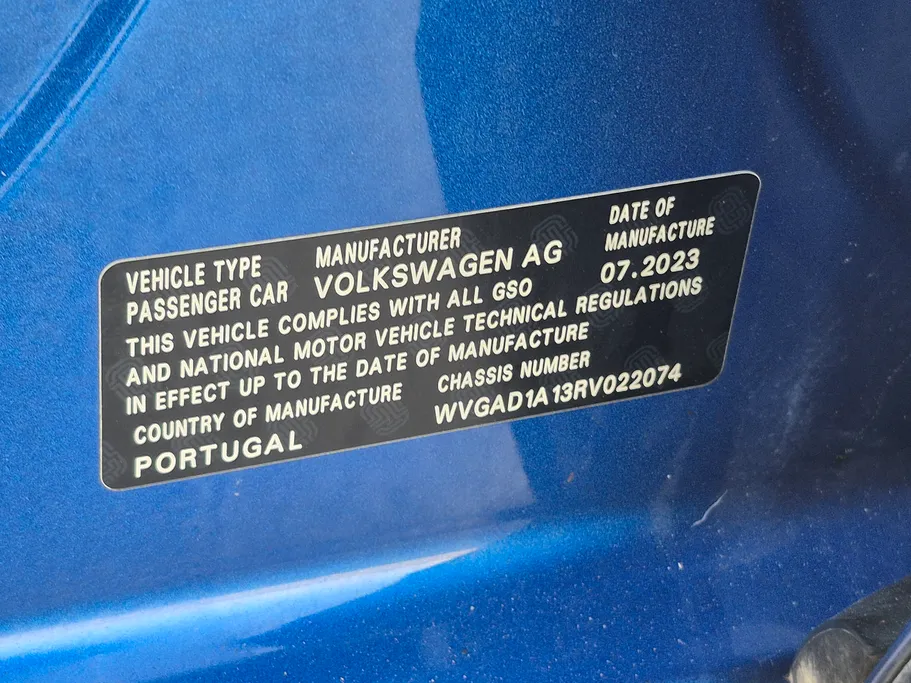 VEHICLE TYPE MANUFACTURER DATE OF MANUFACTURE
PASSENGER CAR VOLKSWAGEN AG 07.2023
THIS VEHICLE COMPLIES WITH ALL GSO
AND NATIONAL MOTOR VEHICLE TECHNICAL REGULATIONS
IN EFFECT UP TO THE DATE OF MANUFACTURE
COUNTRY OF MANUFACTURE CHASSIS NUMBER
PORTUGAL WVGAD1A13RV022074